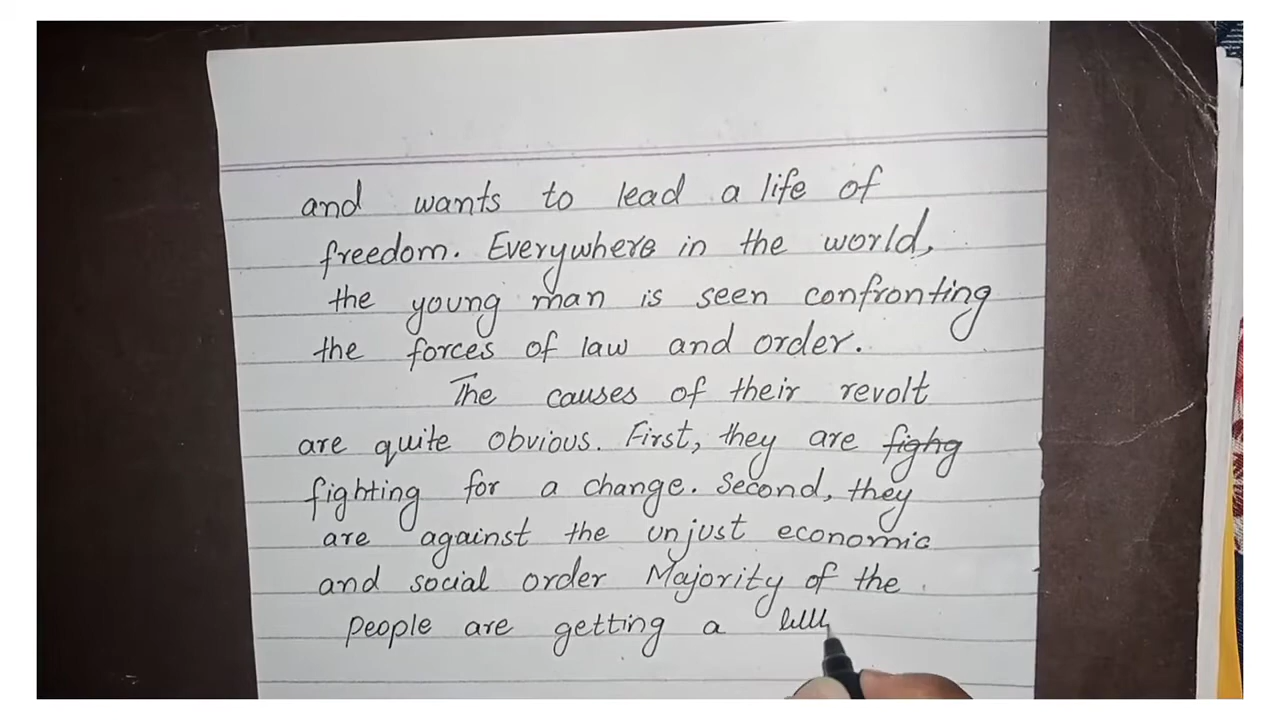 and wants to lead a life of
freedom. Everywhere in the world,
the young man is seen confronting
the forces of law and order.
The causes of their revolt
are quite obvious. First, they are fighg
fighting for a change. Second, they
are against the unjust economic
and social order Majority of the
people are getting a